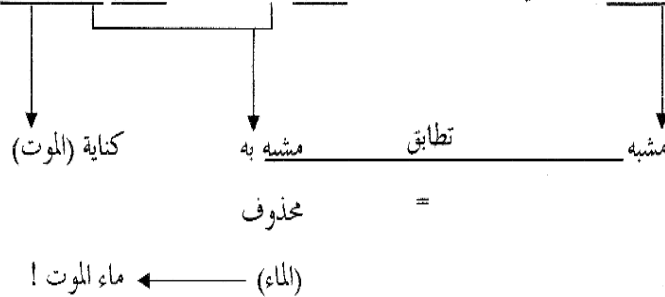 تطابق
مشبه مشبه به كناية (الموت)
= محذوف
(الماء) ماء الموت !